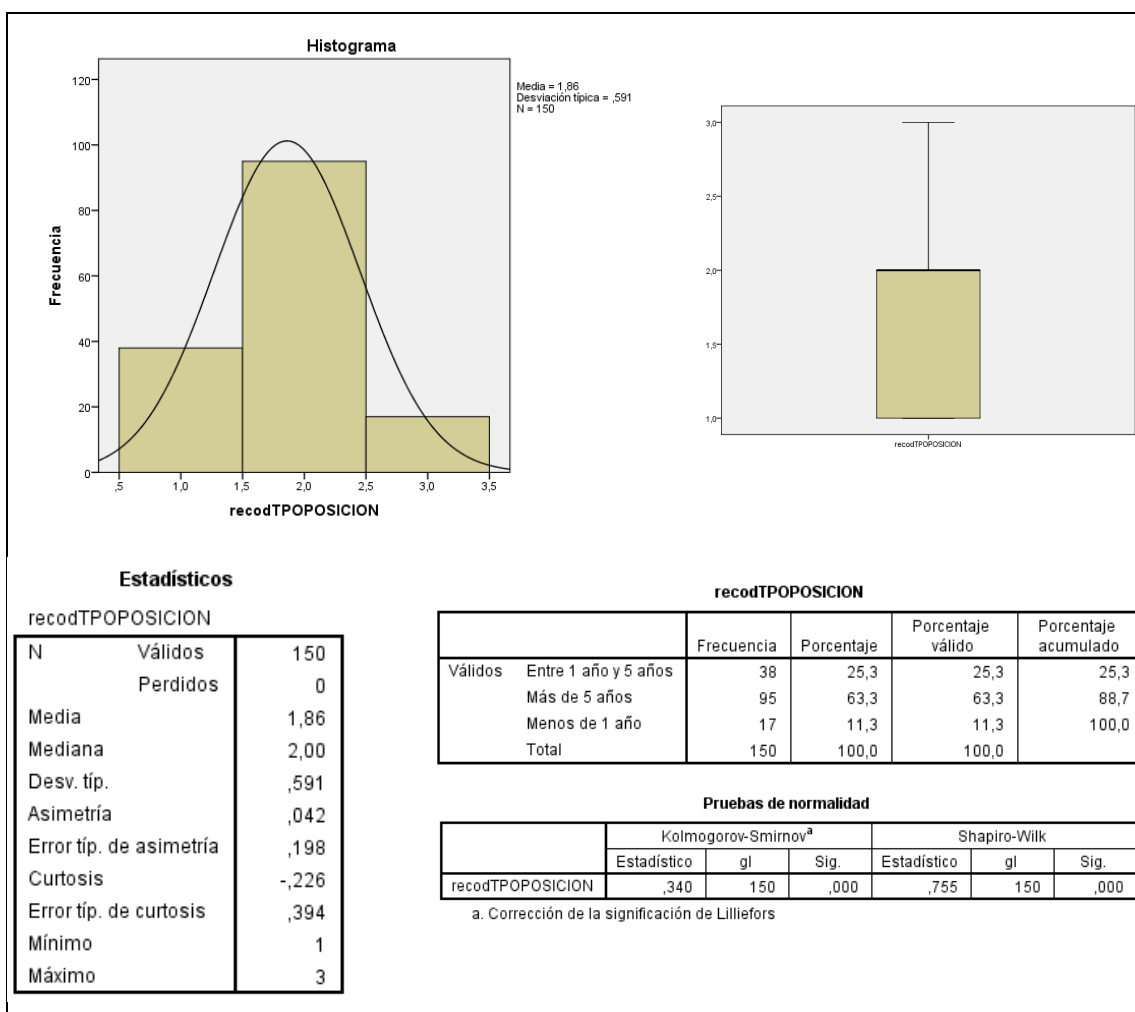 Histograma
120
100
80
60
40
20
0
Frecuencia
,5 1,0 1,5 2,0 2,5 3,0 3,5
recodTPOPOSICION
Media = 1,86
Desviación típica = ,591
N = 150
3,0
2,5
2,0
1,5
1,0
recodTPOPOSICION
Estadísticos
recodTPOPOSICION
N Válidos 150
Perdidos 0
Media 1,86
Mediana 2,00
Desv. típ. ,591
Asimetría ,042
Error típ. de asimetría ,198
Curtosis -,226
Error típ. de curtosis ,394
Mínimo 1
Máximo 3
recodTPOPOSICION
Frecuencia Porcentaje Porcentaje válido Porcentaje acumulado
Válidos Entre 1 año y 5 años 38 25,3 25,3 25,3
Más de 5 años 95 63,3 63,3 88,7
Menos de 1 año 17 11,3 11,3 100,0
Total 150 100,0 100,0
Pruebas de normalidad
Kolmogorov-Smirnovª Shapiro-Wilk
Estadístico gl Sig. Estadístico gl Sig.
recodTPOPOSICION ,340 150 ,000 ,755 150 ,000
a. Corrección de la significación de Lilliefors